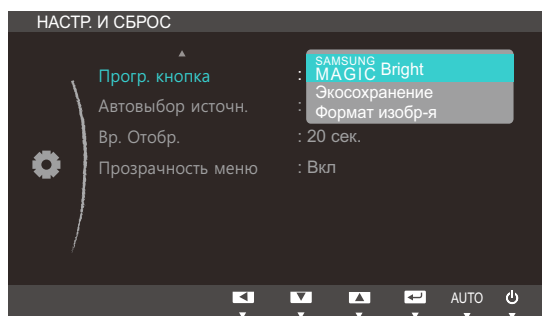 НАСТР. И СБРОС
Прогр. кнопка : SAMSUNG MAGIC Bright
Экосохранение
Автовыбор источн. :
Формат изобр-я
Вр. Отобр. : 20 сек.
Прозрачность меню : Вкл
AUTO